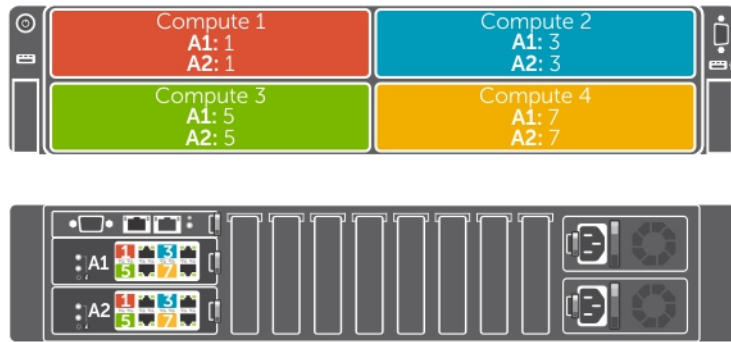 Compute 1
A1: 1
A2: 1
Compute 2
A1: 3
A2: 3
Compute 3
A1: 5
A2: 5
Compute 4
A1: 7
A2: 7
A1
1 3
5 7
A2
1 3
5 7